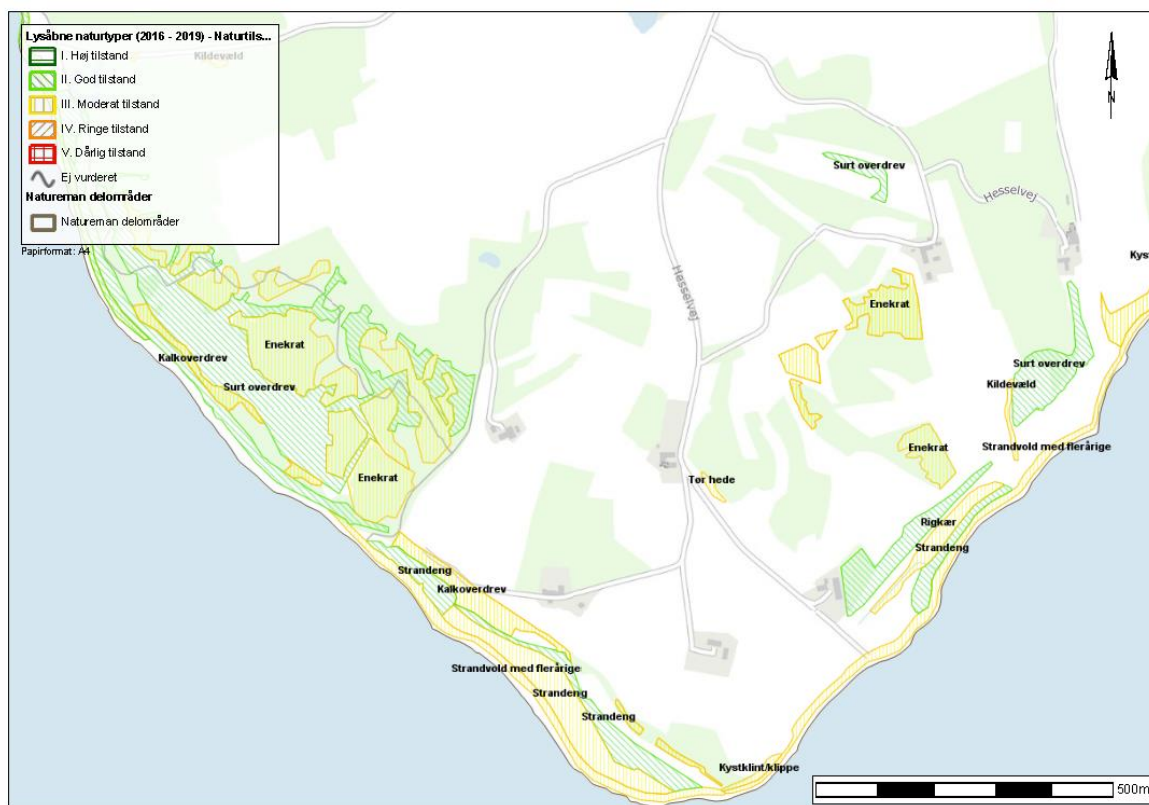 Lysåbne naturtyper (2016 - 2019) - Naturtils...
I. Høj tilstand
II. God tilstand
III. Moderat tilstand
IV. Ringe tilstand
V. Dårlig tilstand
Ej vurderet
Natureman delområder
Natureman delområder
Papirformat: A4
Kildevæld
N
Surt overdrev
Hesselvej
Kyst
Hesselvej
Enekrat
Enekrat
Kalkoverdrev
Surt overdrev
Surt overdrev
Kildevæld
Enekrat
Strandvold med flerårige
Enekrat
Tør hede
Rigkær
Strandeng
Strandeng
Kalkoverdrev
Strandvold med flerårige
Strandeng
Strandeng
Kystklint/klippe
500m